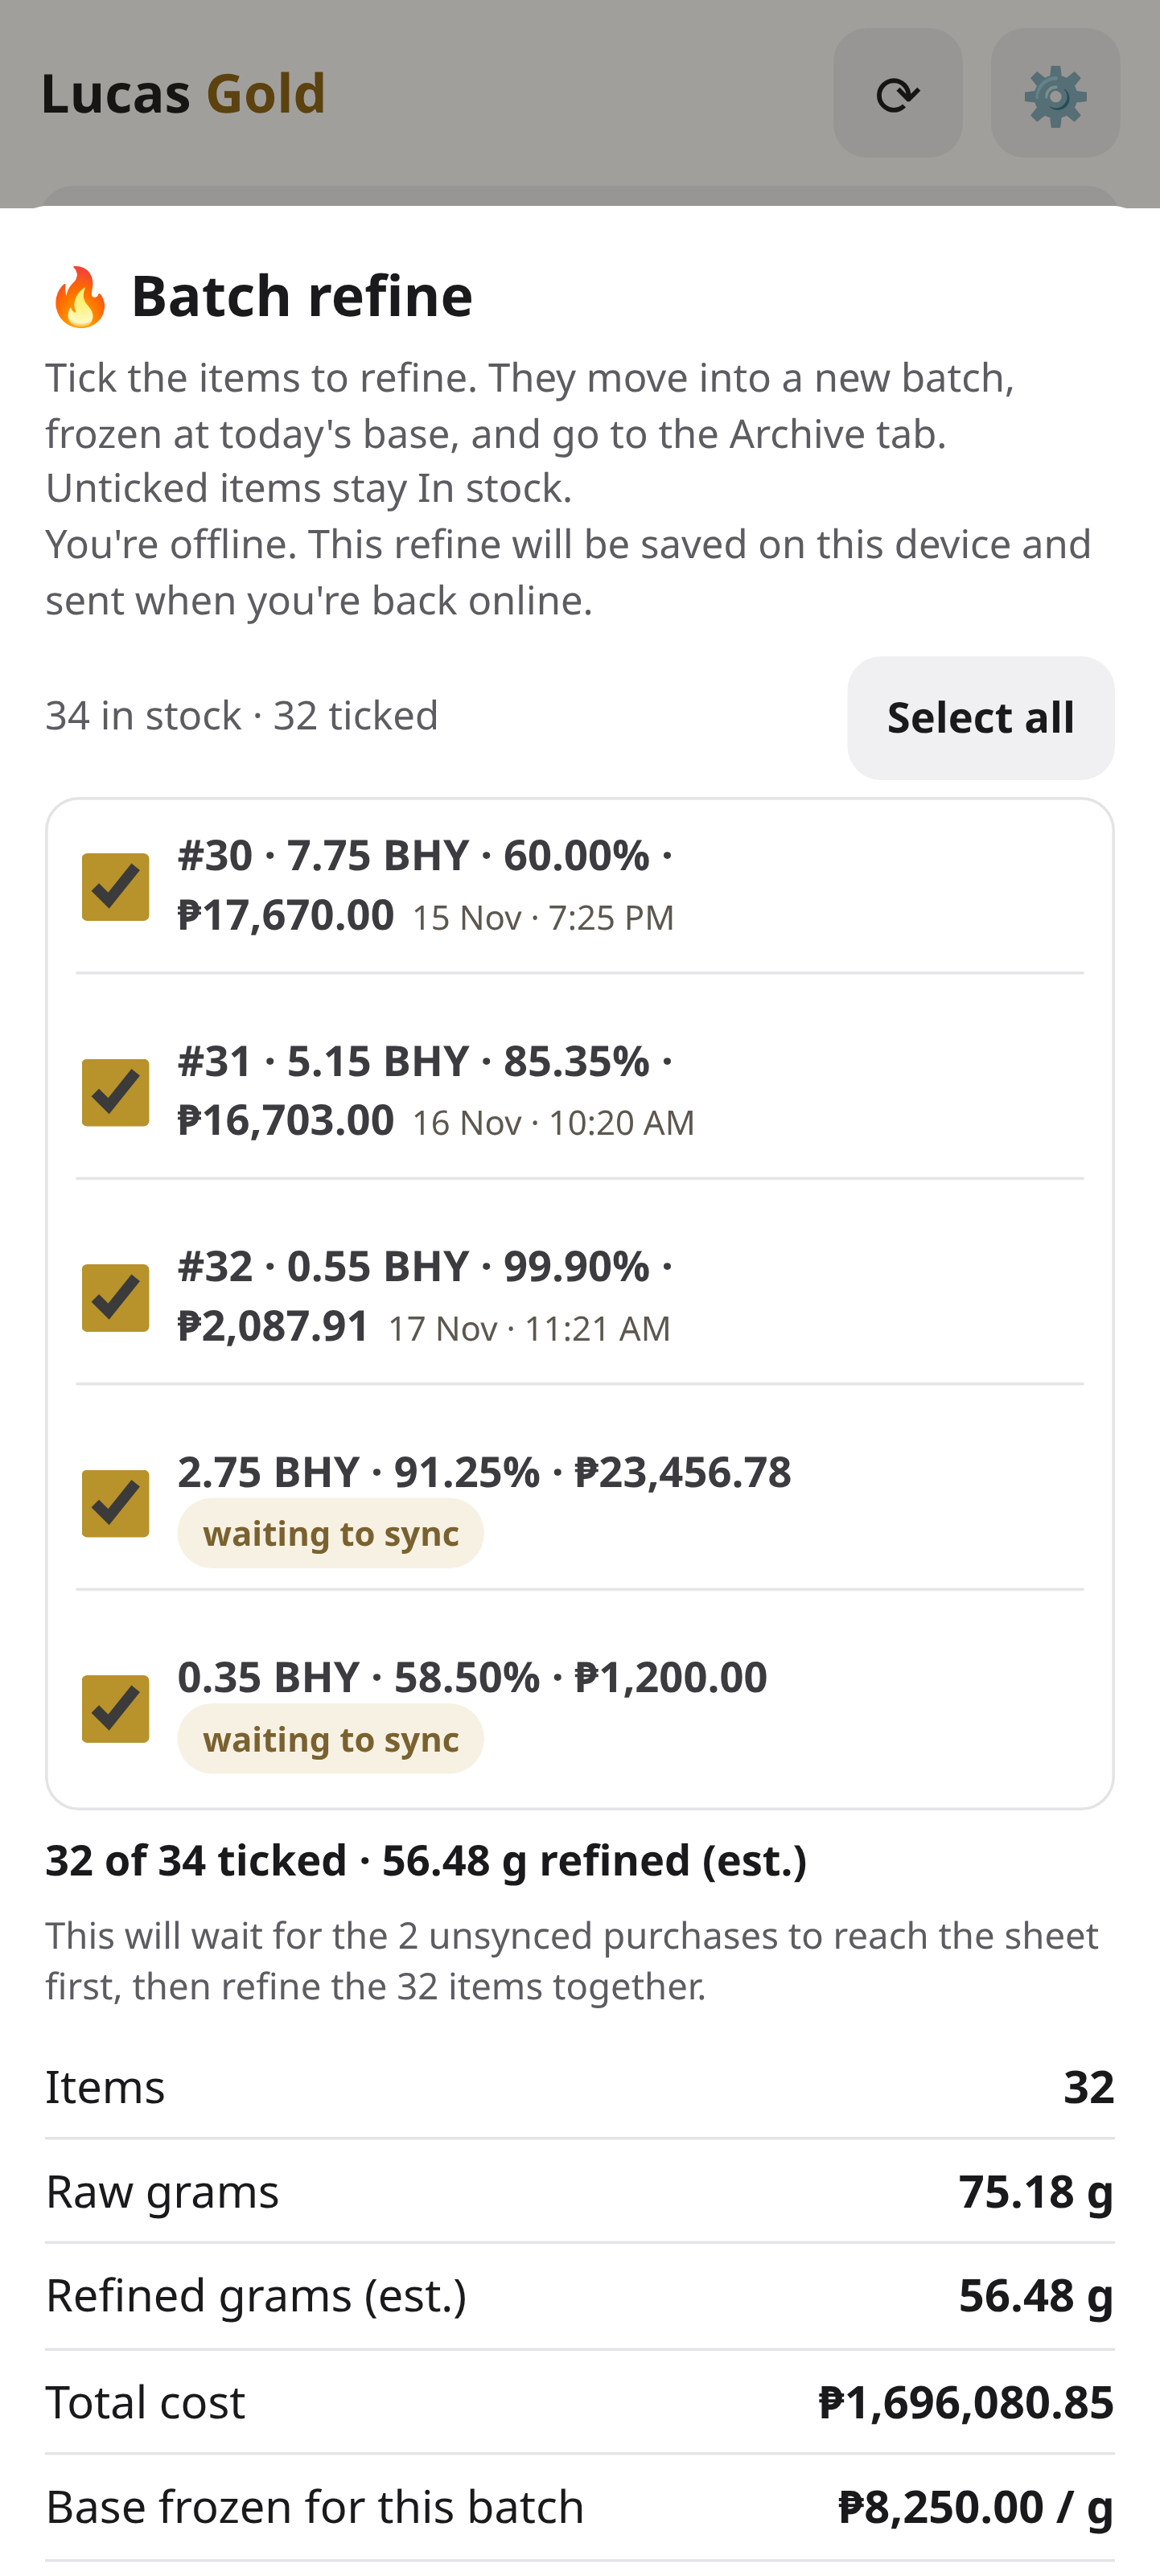 Lucas Gold
🔥 Batch refine
Tick the items to refine. They move into a new batch,
frozen at today's base, and go to the Archive tab.
Unticked items stay In stock.
You're offline. This refine will be saved on this device and
sent when you're back online.
34 in stock · 32 ticked
Select all
#30 · 7.75 BHY · 60.00% ·
₱17,670.00 15 Nov · 7:25 PM
#31 · 5.15 BHY · 85.35% ·
₱16,703.00 16 Nov · 10:20 AM
#32 · 0.55 BHY · 99.90% ·
₱2,087.91 17 Nov · 11:21 AM
2.75 BHY · 91.25% · ₱23,456.78
waiting to sync
0.35 BHY · 58.50% · ₱1,200.00
waiting to sync
32 of 34 ticked · 56.48 g refined (est.)
This will wait for the 2 unsynced purchases to reach the sheet
first, then refine the 32 items together.
Items 32
Raw grams 75.18 g
Refined grams (est.) 56.48 g
Total cost ₱1,696,080.85
Base frozen for this batch ₱8,250.00 / g